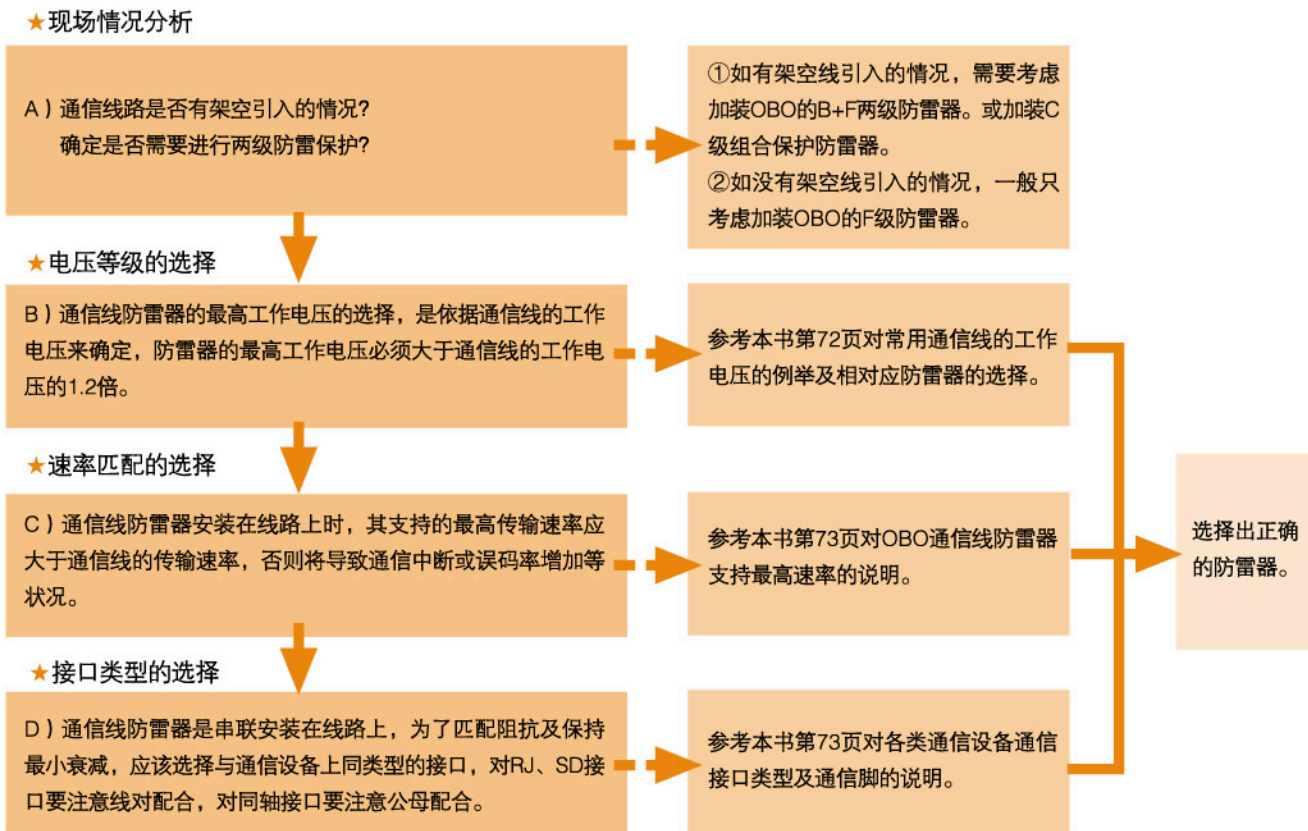 ★现场情况分析
A）通信线路是否有架空引入的情况?
确定是否需要进行两级防雷保护?
①如有架空线引入的情况，需要考虑
加装OBO的B+F两级防雷器。或加装C
级组合保护防雷器。
②如没有架空线引入的情况，一般只
考虑加装OBO的F级防雷器。
★电压等级的选择
B）通信线防雷器的最高工作电压的选择，是依据通信线的工作
电压来确定，防雷器的最高工作电压必须大于通信线的工作电
压的1.2倍。
参考本书第72页对常用通信线的工作
电压的例举及相对应防雷器的选择。
★速率匹配的选择
C）通信线防雷器安装在线路上时，其支持的最高传输速率应
大于通信线的传输速率，否则将导致通信中断或误码率增加等
状况。
参考本书第73页对OBO通信线防雷器
支持最高速率的说明。
★接口类型的选择
D）通信线防雷器是串联安装在线路上，为了匹配阻抗及保持
最小衰减，应该选择与通信设备上同类型的接口，对RJ、SD接
口要注意线对配合，对同轴接口要注意公母配合。
参考本书第73页对各类通信设备通信
接口类型及通信脚的说明。
选择出正确
的防雷器。